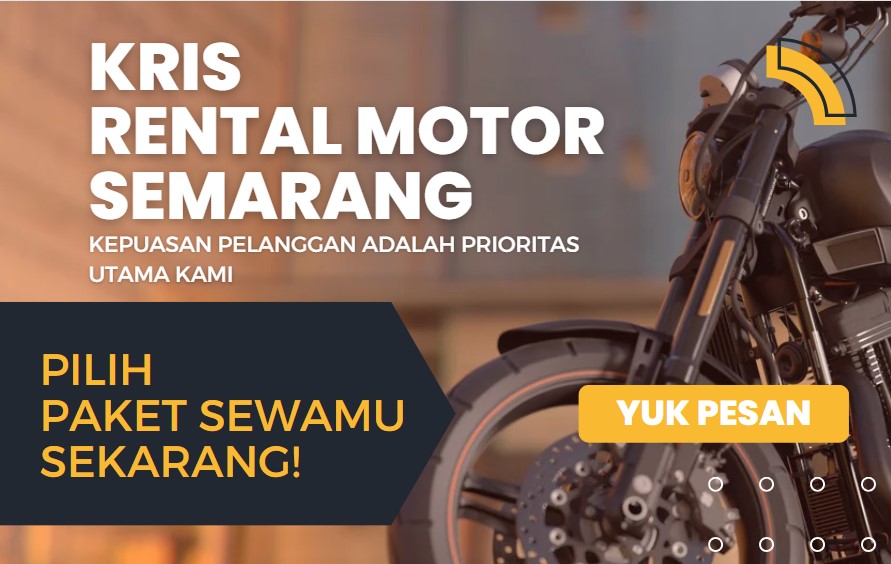 KRIS
RENTAL MOTOR
SEMARANG
KEPUASAN PELANGGAN ADALAH PRIORITAS
UTAMA KAMI
PILIH
PAKET SEWAMU
SEKARANG!
YUK PESAN